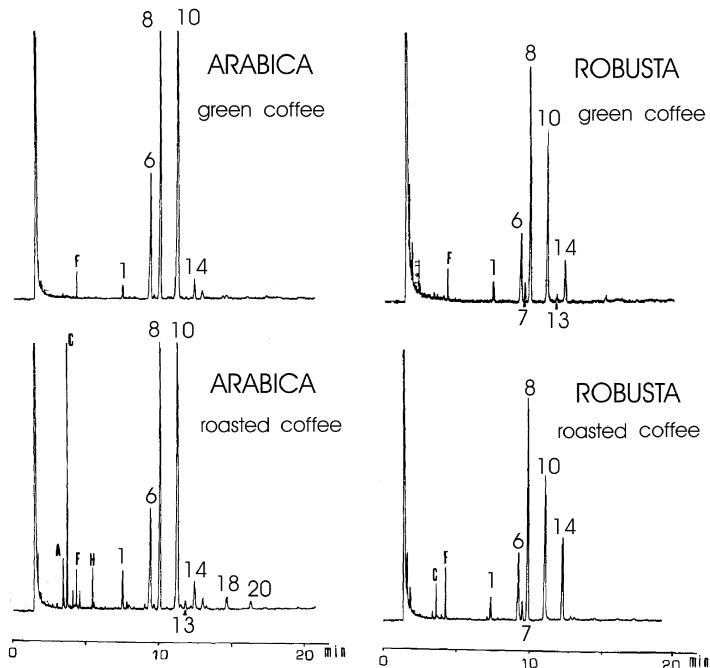 8 10
ARABICA
green coffee
6
F
1
14
8
ROBUSTA
green coffee
10
6
F
14
1
7
13
8 10
C
ARABICA
roasted coffee
6
A
F
H
1
14
18
20
13
8
ROBUSTA
roasted coffee
10
14
6
F
C
1
7
0 10 20 min
0 10 20 min